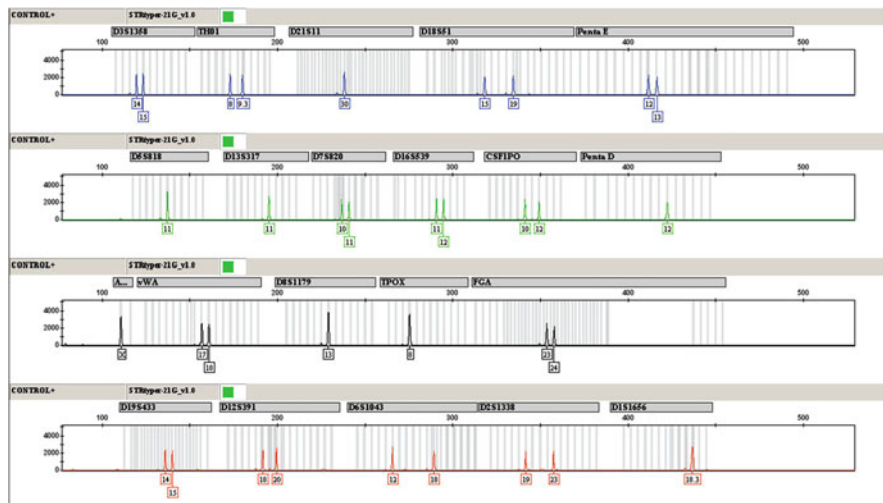 CONTROL+ STRtyper-21G_v1.0
D3S1358 TH01 D21S11 D18S51 Penta E
100 200 300 400 500
4000
2000
0
14 8 9.3 30 15 19 12
15 13
CONTROL+ STRtyper-21G_v1.0
D5S818 D13S317 D7S820 D16S539 CSF1PO Penta D
100 200 300 400 500
4000
2000
0
11 11 10 11 10 12 12
11 12
CONTROL+ STRtyper-21G_v1.0
A... vWA D8S1179 TPOX FGA
100 200 300 400 500
4000
2000
0
17 13 8 23
18 24
CONTROL+ STRtyper-21G_v1.0
D19S433 D12S391 D6S1043 D2S1338 D1S1656
100 200 300 400 500
4000
2000
0
14 18 20 12 18 19 23 18.3
15